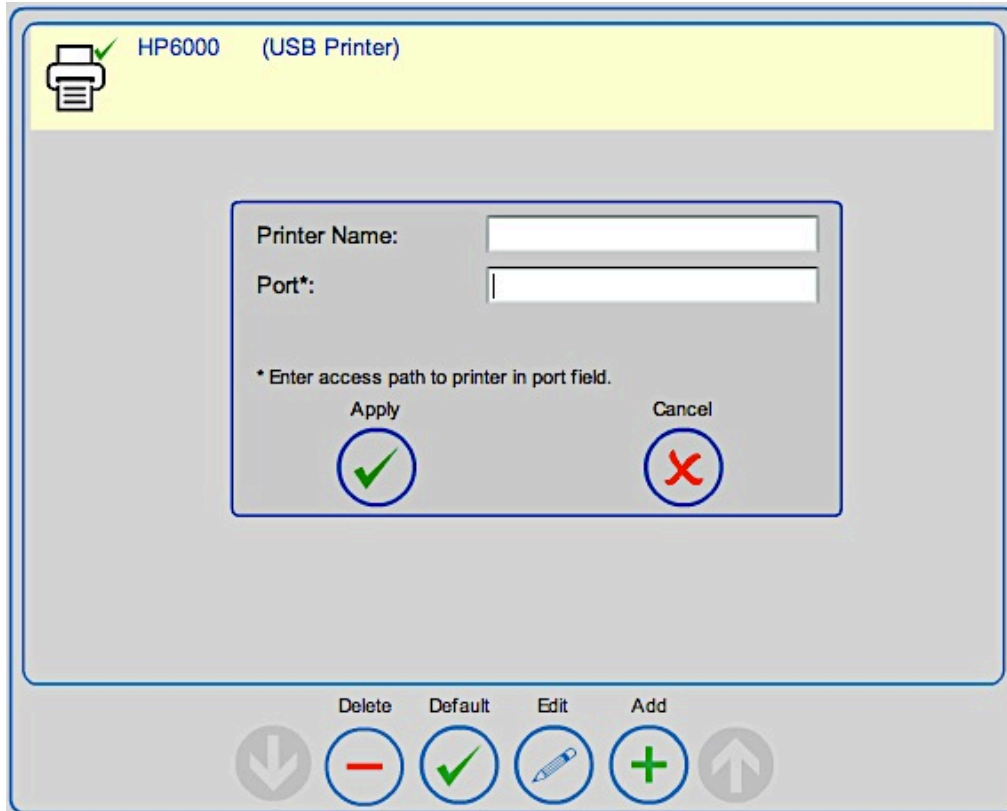 HP6000 (USB Printer)
Printer Name:
Port*:
* Enter access path to printer in port field.
Apply Cancel
Delete Default Edit Add